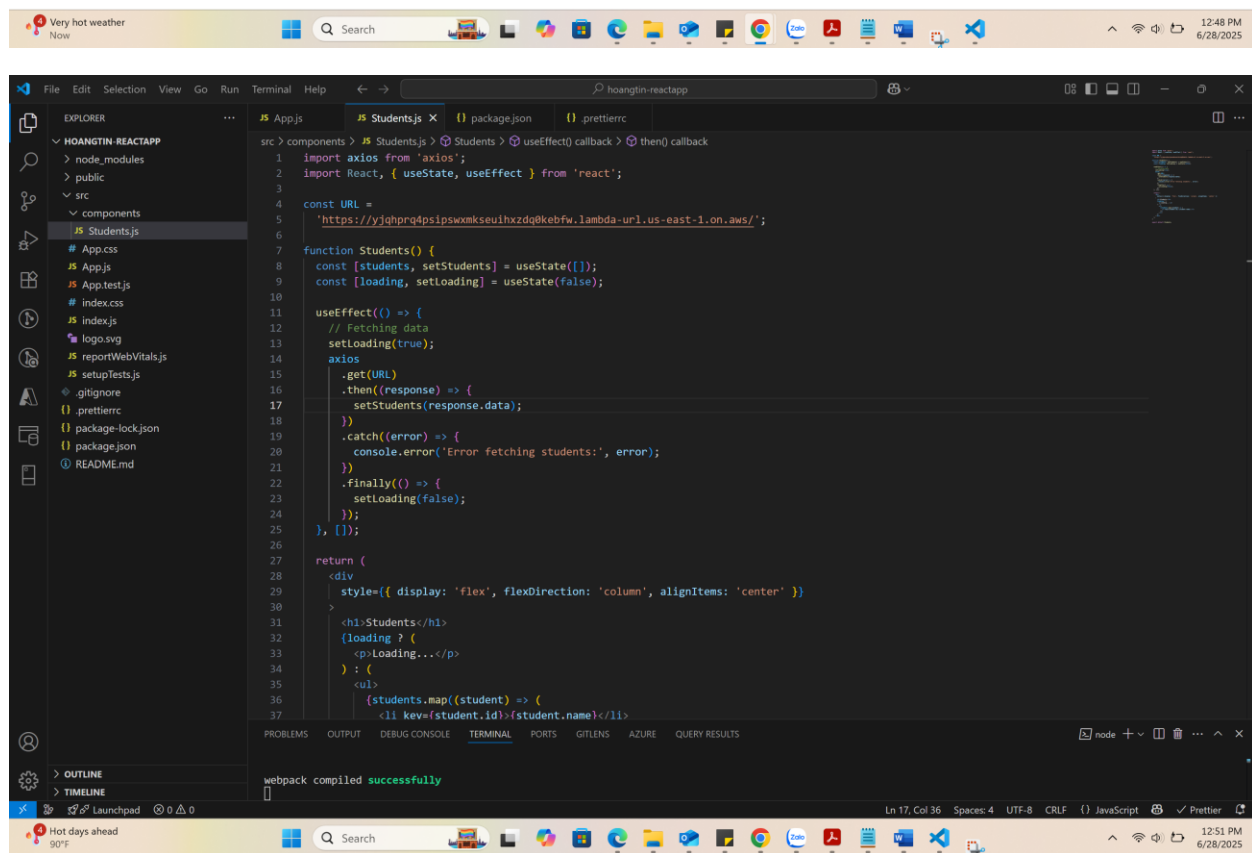 Very hot weather
Now
Search
Zalo
12:48 PM
6/28/2025
File Edit Selection View Go Run Terminal Help
hoangtin-reactapp
EXPLORER
HOANGTIN-REACTAPP
node_modules
public
src
components
JS Students.js
# App.css
JS App.js
JS App.test.js
# index.css
JS index.js
logo.svg
JS reportWebVitals.js
JS setupTests.js
.gitignore
{} .prettierrc
{} package-lock.json
{} package.json
README.md
OUTLINE
TIMELINE
JS App.js
JS Students.js
{} package.json
{} .prettierrc
src > components > JS Students.js > Students > useEffect() callback > then() callback
1 import axios from 'axios';
2 import React, { useState, useEffect } from 'react';
3
4 const URL =
5 'https://yjqhprq4psipswxmkseuihxzdq0kebfw.lambda-url.us-east-1.on.aws/';
6
7 function Students() {
8 const [students, setStudents] = useState([]);
9 const [loading, setLoading] = useState(false);
10
11 useEffect(() => {
12 // Fetching data
13 setLoading(true);
14 axios
15 .get(URL)
16 .then((response) => {
17 setStudents(response.data);
18 })
19 .catch((error) => {
20 console.error('Error fetching students:', error);
21 })
22 .finally(() => {
23 setLoading(false);
24 });
25 }, []);
26
27 return (
28 <div
29 style={{ display: 'flex', flexDirection: 'column', alignItems: 'center' }}
30 >
31 <h1>Students</h1>
32 {loading ? (
33 <p>Loading...</p>
34 ) : (
35 <ul>
36 {students.map((student) => (
37 <li key={student.id}>{student.name}</li>
PROBLEMS OUTPUT DEBUG CONSOLE TERMINAL PORTS GITLENS AZURE QUERY RESULTS
node
webpack compiled successfully
Launchpad 0 0
Ln 17, Col 36 Spaces: 4 UTF-8 CRLF {} JavaScript Prettier
4
Hot days ahead
90°F
Search
Zalo
12:51 PM
6/28/2025